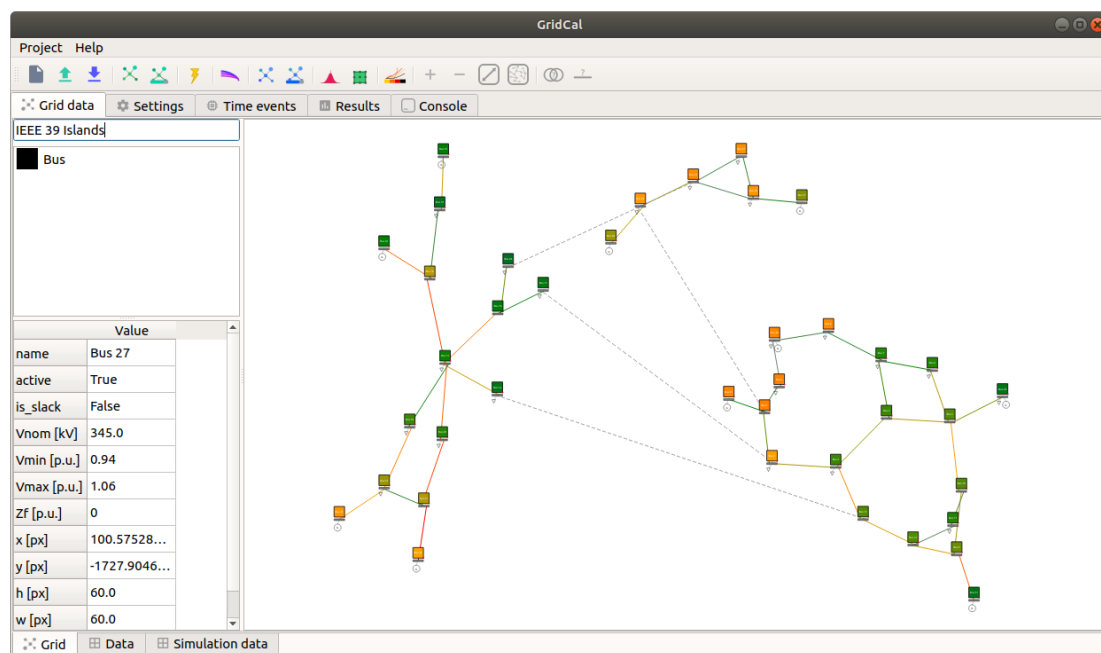 GridCal
Project Help
Grid data Settings Time events Results Console
IEEE 39 Islands
Bus
Value
name Bus 27
active True
is_slack False
Vnom [kV] 345.0
Vmin [p.u.] 0.94
Vmax [p.u.] 1.06
Zf [p.u.] 0
x [px] 100.57528...
y [px] -1727.9046...
h [px] 60.0
w [px] 60.0
Grid Data Simulation data